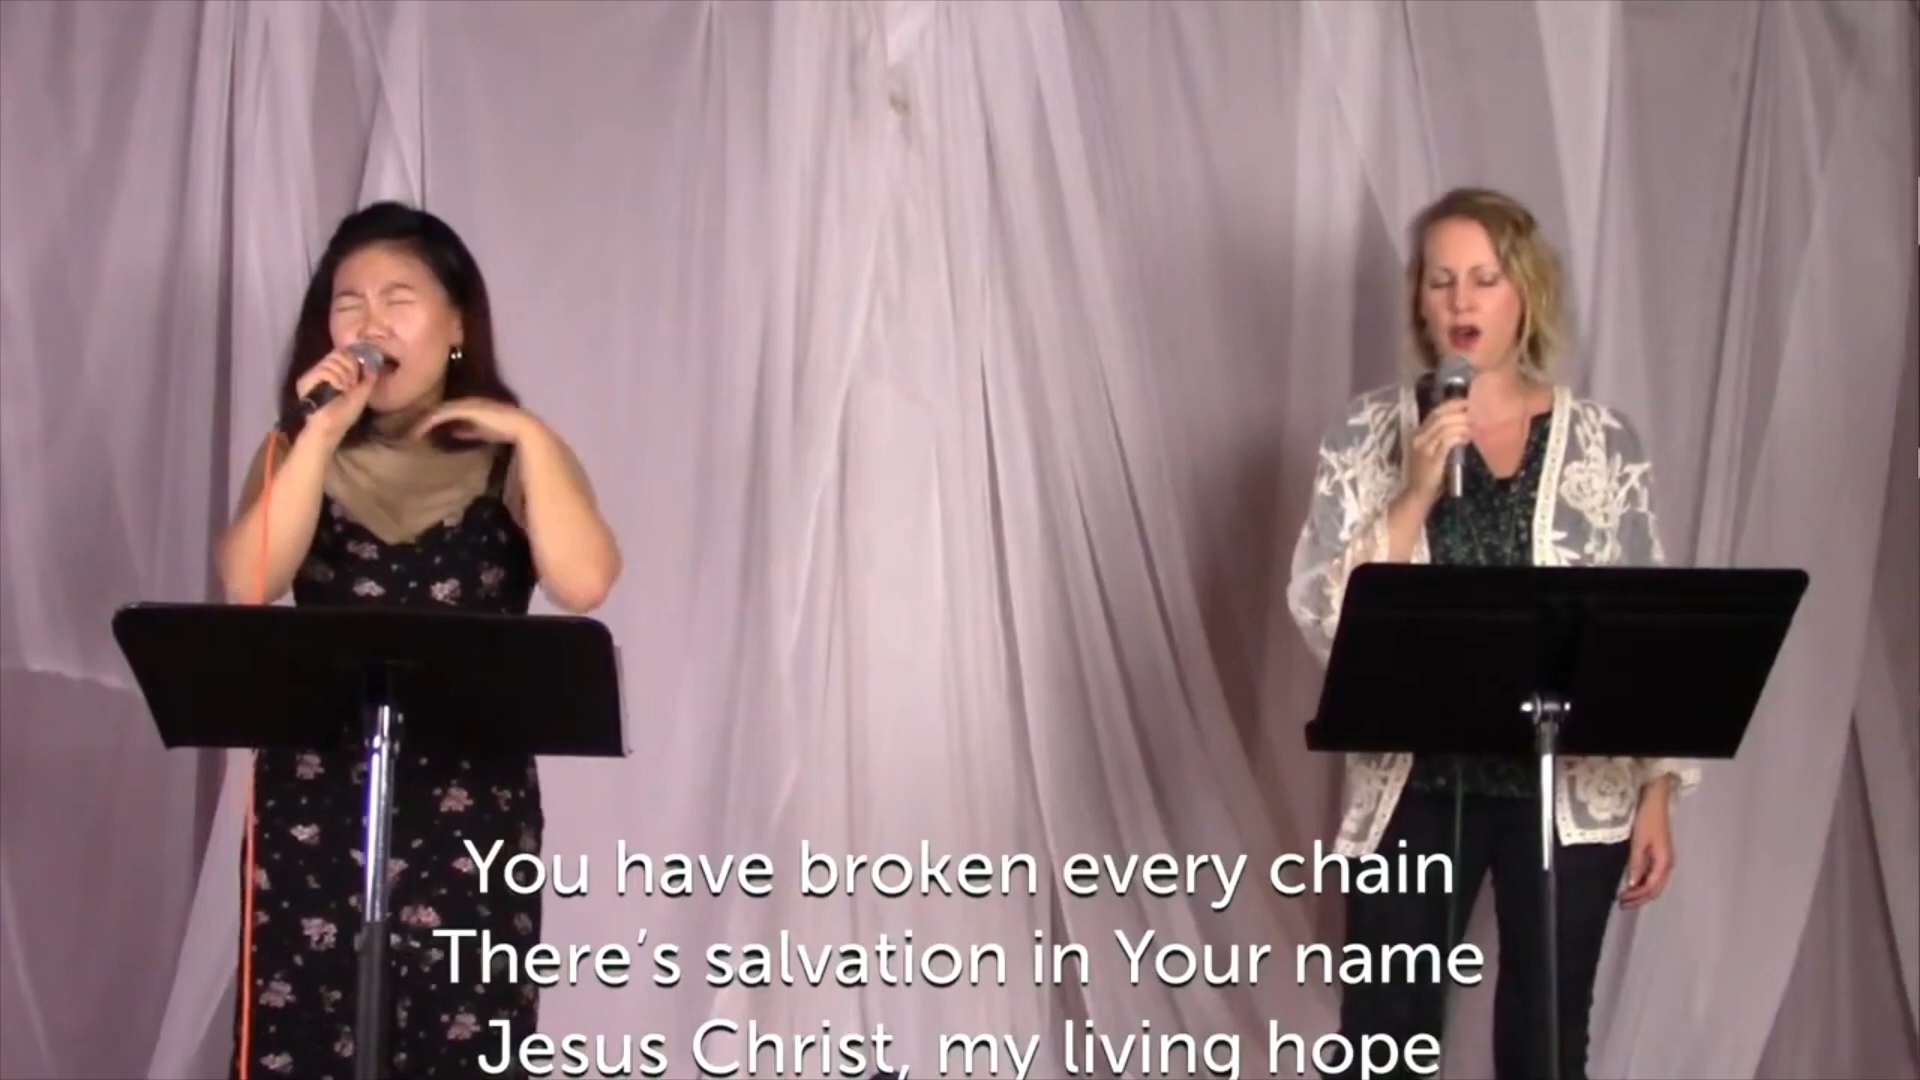 You have broken every chain
There's salvation in Your name
Jesus Christ, my living hope